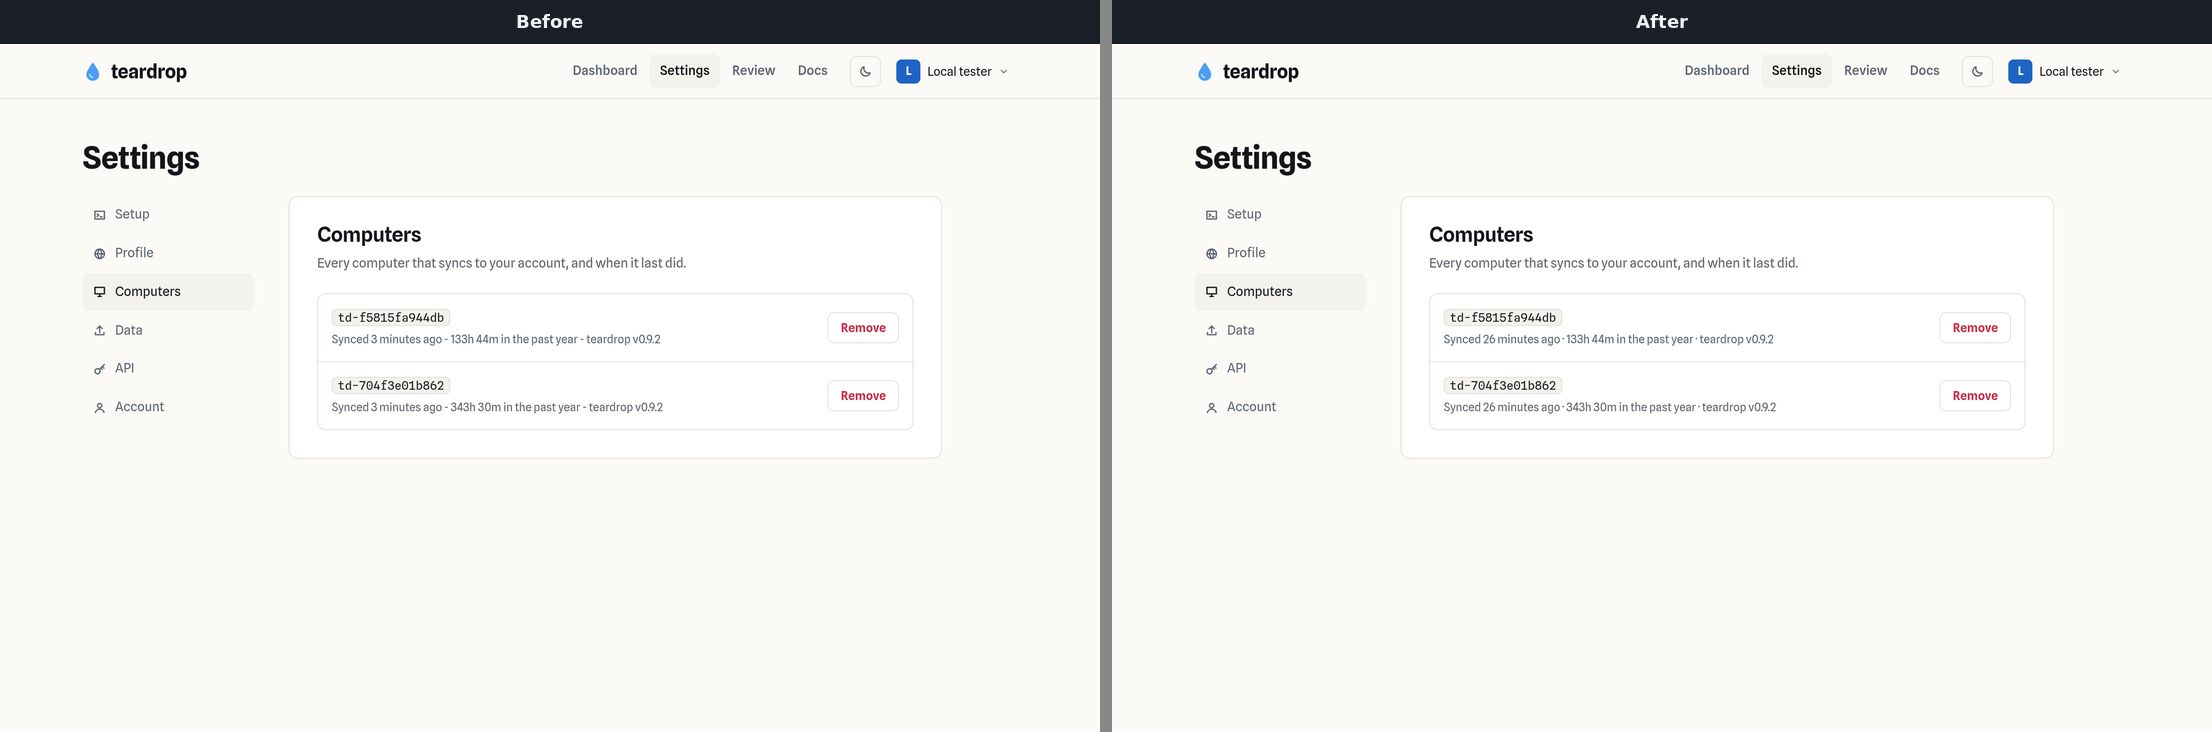 Before
teardrop
Dashboard Settings Review Docs L Local tester
Settings
Setup
Profile
Computers
Data
API
Account
Computers
Every computer that syncs to your account, and when it last did.
td-f5815fa944db
Synced 3 minutes ago - 133h 44m in the past year - teardrop v0.9.2
Remove
td-704f3e01b862
Synced 3 minutes ago - 343h 30m in the past year - teardrop v0.9.2
Remove
After
teardrop
Dashboard Settings Review Docs L Local tester
Settings
Setup
Profile
Computers
Data
API
Account
Computers
Every computer that syncs to your account, and when it last did.
td-f5815fa944db
Synced 26 minutes ago · 133h 44m in the past year · teardrop v0.9.2
Remove
td-704f3e01b862
Synced 26 minutes ago · 343h 30m in the past year · teardrop v0.9.2
Remove